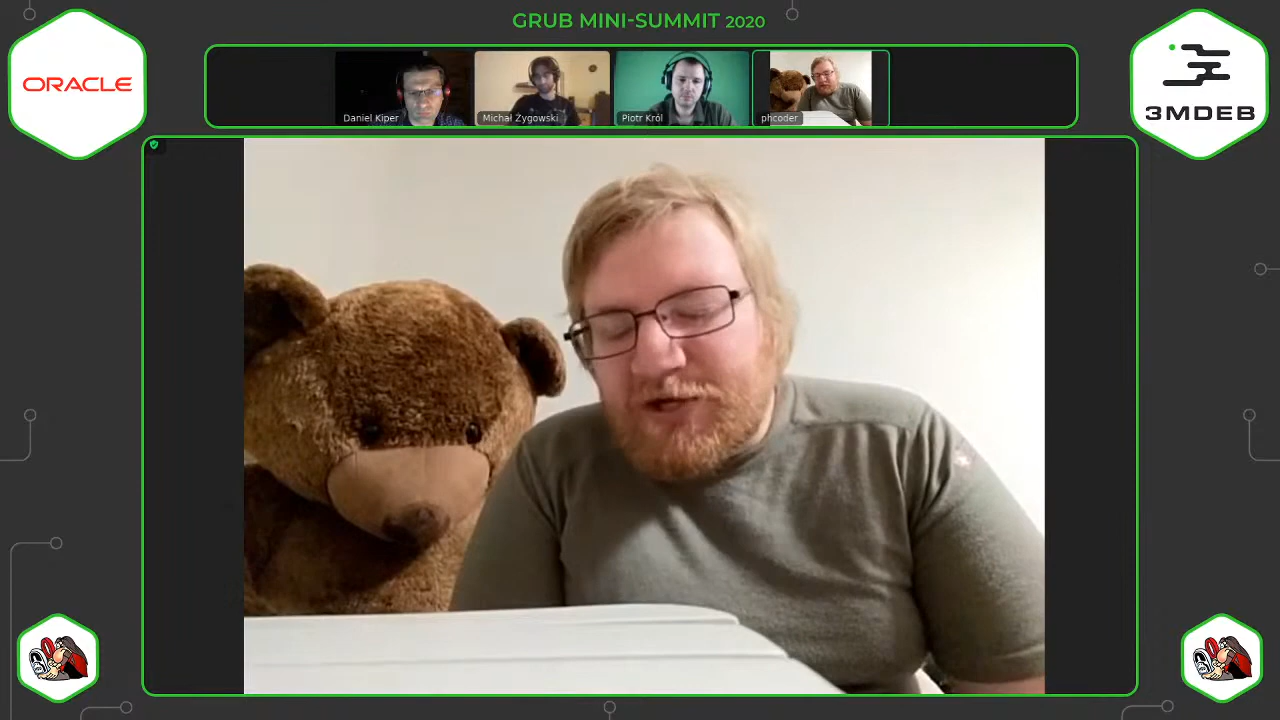 GRUB MINI-SUMMIT 2020
ORACLE
3MDEB
Daniel Kiper
Michał Żygowski
Piotr Król
phcoder